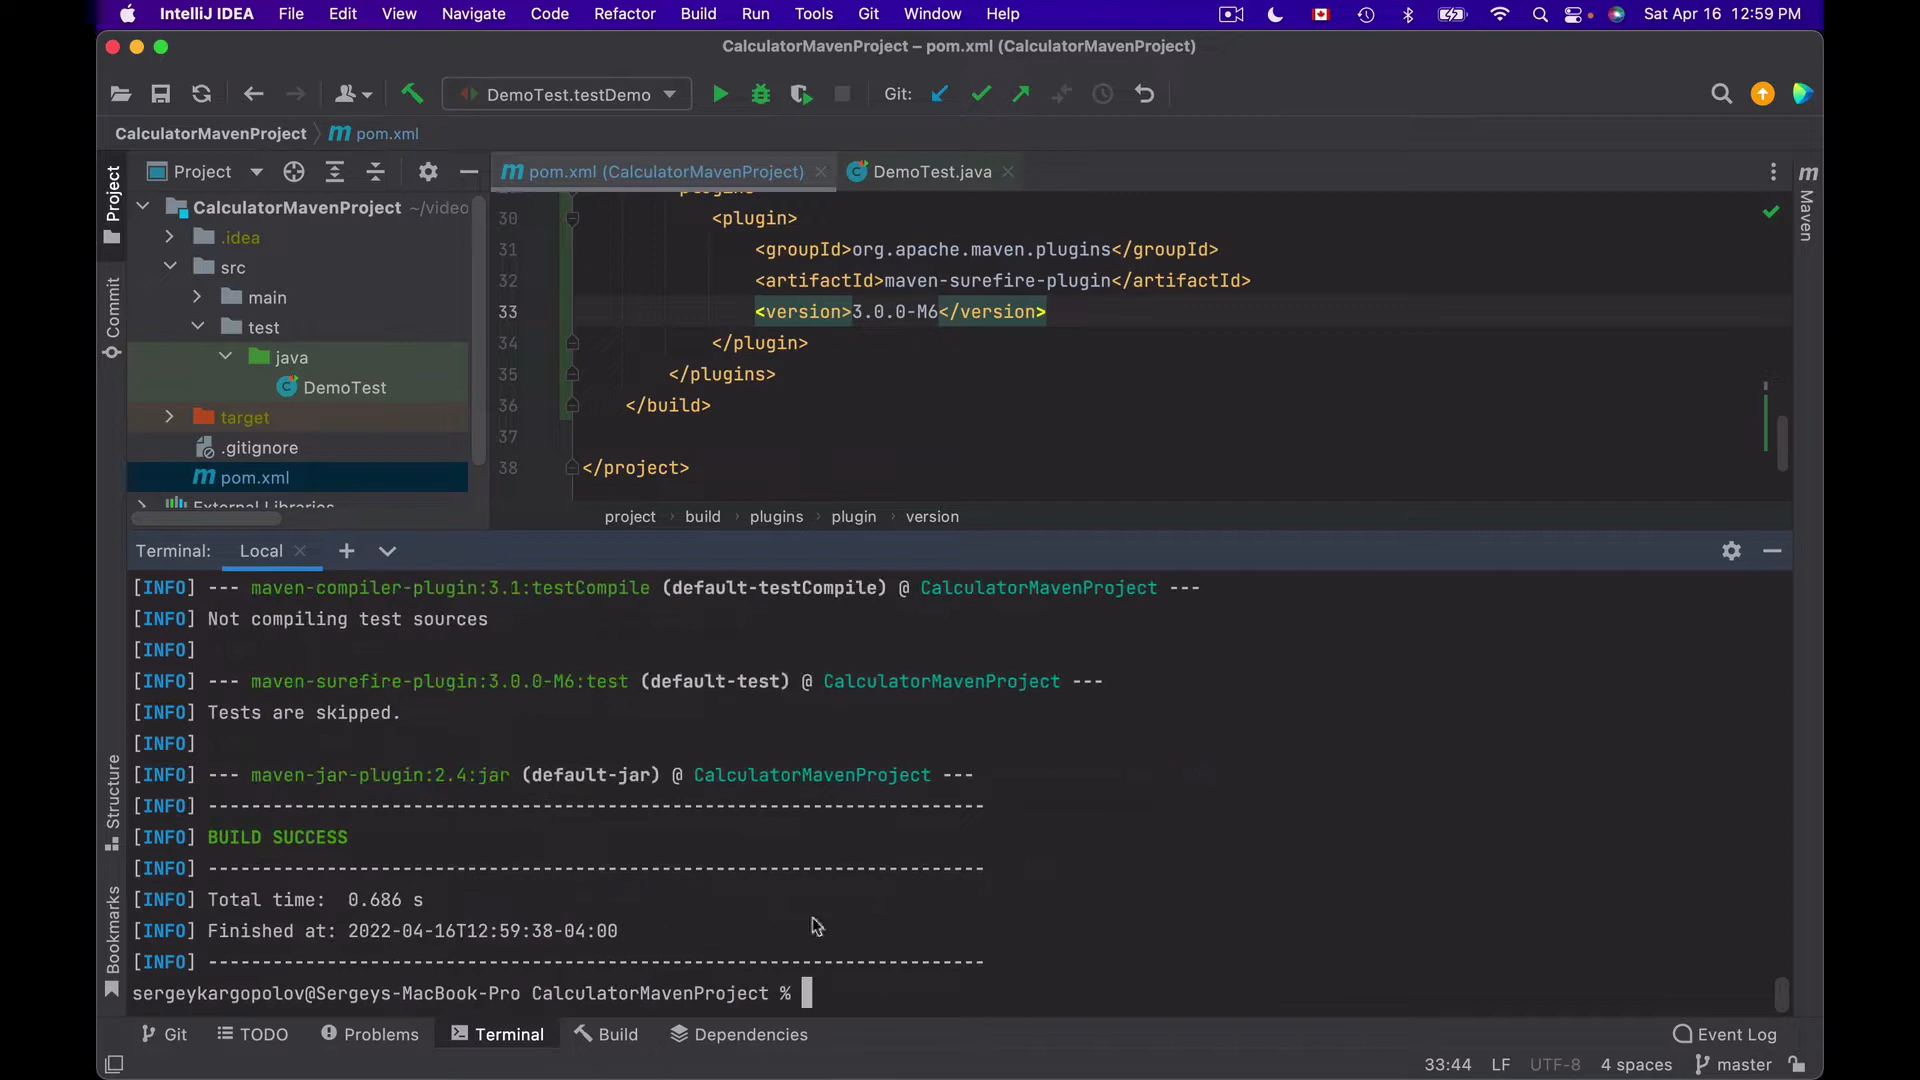 IntelliJ IDEA File Edit View Navigate Code Refactor Build Run Tools Git Window Help Sat Apr 16 12:59 PM
CalculatorMavenProject – pom.xml (CalculatorMavenProject)
DemoTest.testDemo Git:
CalculatorMavenProject pom.xml
Project
pom.xml (CalculatorMavenProject) DemoTest.java
Project
Commit
Structure
Bookmarks
Maven
CalculatorMavenProject ~/video
.idea
src
main
test
java
DemoTest
target
.gitignore
pom.xml
External Libraries
30 <plugin>
31 <groupId>org.apache.maven.plugins</groupId>
32 <artifactId>maven-surefire-plugin</artifactId>
33 <version>3.0.0-M6</version>
34 </plugin>
35 </plugins>
36 </build>
37
38 </project>
project build plugins plugin version
Terminal: Local
[INFO] --- maven-compiler-plugin:3.1:testCompile (default-testCompile) @ CalculatorMavenProject ---
[INFO] Not compiling test sources
[INFO]
[INFO] --- maven-surefire-plugin:3.0.0-M6:test (default-test) @ CalculatorMavenProject ---
[INFO] Tests are skipped.
[INFO]
[INFO] --- maven-jar-plugin:2.4:jar (default-jar) @ CalculatorMavenProject ---
[INFO] ------------------------------------------------------------------------
[INFO] BUILD SUCCESS
[INFO] ------------------------------------------------------------------------
[INFO] Total time:  0.686 s
[INFO] Finished at: 2022-04-16T12:59:38-04:00
[INFO] ------------------------------------------------------------------------
sergeykargopolov@Sergeys-MacBook-Pro CalculatorMavenProject %
Git TODO Problems Terminal Build Dependencies Event Log
33:44 LF UTF-8 4 spaces master